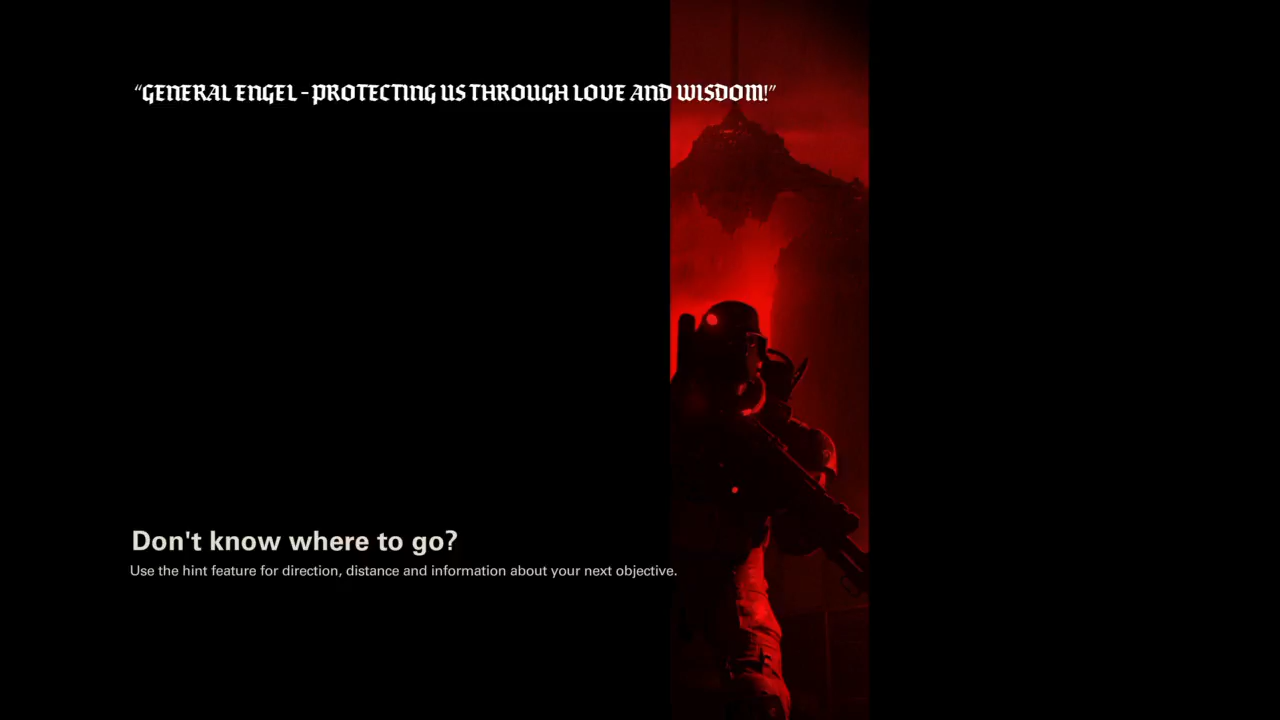 “GENERAL ENGEL - PROTECTING US THROUGH LOVE AND WISDOM!”
Don't know where to go?
Use the hint feature for direction, distance and information about your next objective.